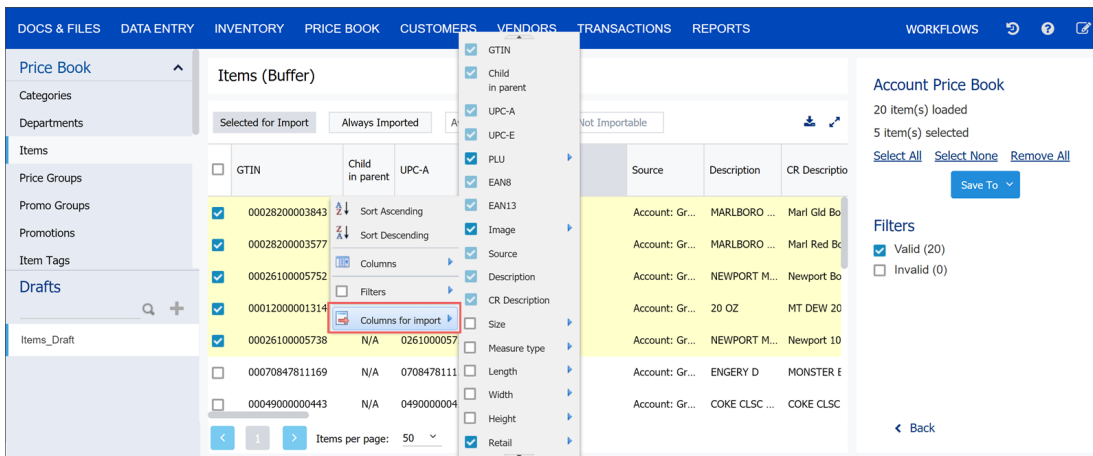 DOCS & FILES DATA ENTRY INVENTORY PRICE BOOK CUSTOMERS VENDORS TRANSACTIONS REPORTS WORKFLOWS
Price Book
Categories
Departments
Items
Price Groups
Promo Groups
Promotions
Item Tags
Drafts
Items_Draft
Items (Buffer)
Selected for Import Always Imported Not Importable
GTIN Child in parent UPC-A Source Description CR Descriptio
00028200003843 Account: Gr... MARLBORO ... Marl Gld Bo
00028200003577 Account: Gr... MARLBORO ... Marl Red Bo
00026100005752 Account: Gr... NEWPORT M... Newport Bo
00012000001314 Account: Gr... 20 OZ MT DEW 20
00026100005738 N/A 0261000057 Account: Gr... NEWPORT M... Newport 10
00070847811169 N/A 0708478111 Account: Gr... ENGERY D MONSTER E
00049000000443 N/A 0490000004 Account: Gr... COKE CLSC ... COKE CLSC
1 Items per page: 50
Sort Ascending
Sort Descending
Columns
Filters
Columns for import
GTIN
Child
in parent
UPC-A
UPC-E
PLU
EAN8
EAN13
Image
Source
Description
CR Description
Size
Measure type
Length
Width
Height
Retail
Account Price Book
20 item(s) loaded
5 item(s) selected
Select All Select None Remove All
Save To
Filters
Valid (20)
Invalid (0)
Back